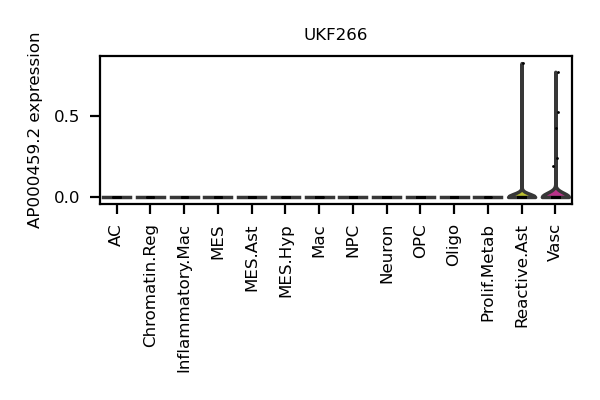 UKF266
AP000459.2 expression
0.5
0.0
AC
Chromatin.Reg
Inflammatory.Mac
MES
MES.Ast
MES.Hyp
Mac
NPC
Neuron
OPC
Oligo
Prolif.Metab
Reactive.Ast
Vasc